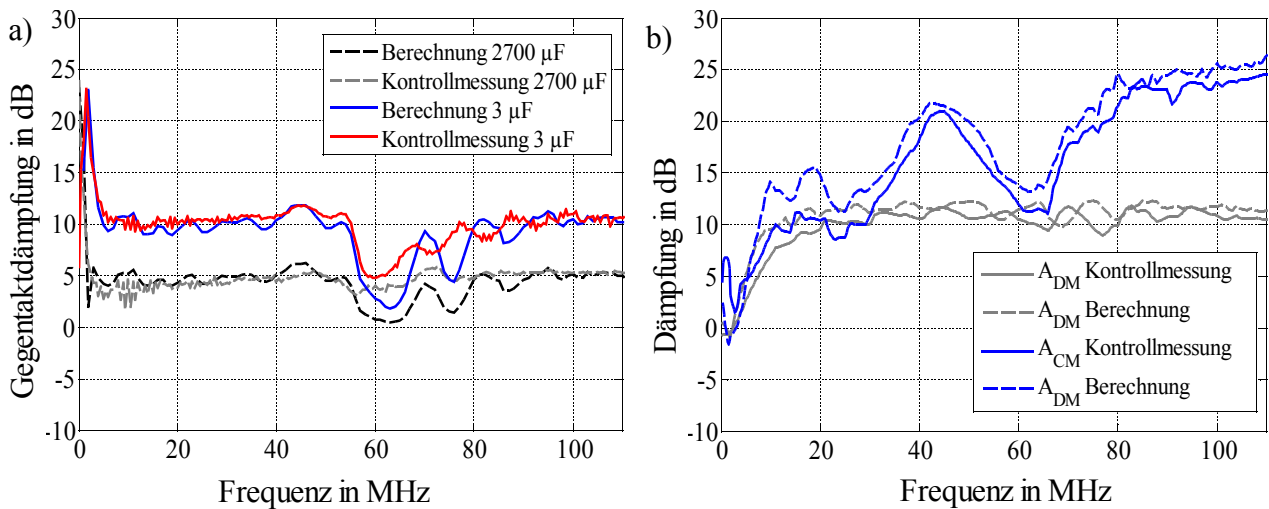 a)
30
25
20
15
10
5
0
-5
-10
Gegentaktdämpfung in dB
Berechnung 2700 µF
Kontrollmessung 2700 µF
Berechnung 3 µF
Kontrollmessung 3 µF
0 20 40 60 80 100
Frequenz in MHz
b)
30
25
20
15
10
5
0
-5
-10
Dämpfung in dB
A_DM Kontrollmessung
A_DM Berechnung
A_CM Kontrollmessung
A_DM Berechnung
0 20 40 60 80 100
Frequenz in MHz